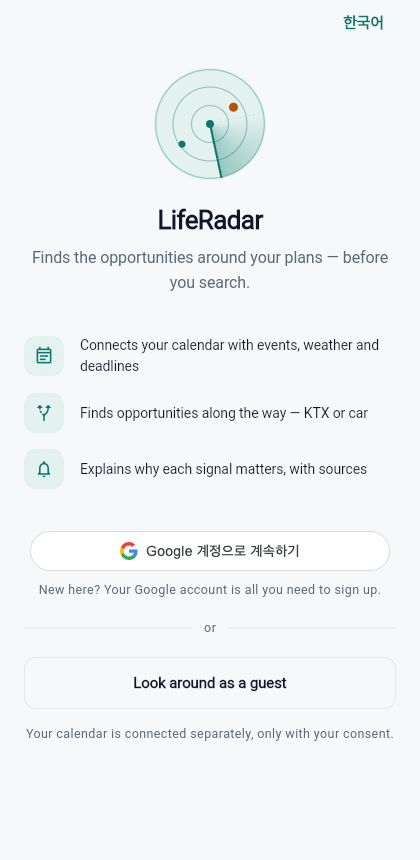 한국어
LifeRadar
Finds the opportunities around your plans — before
you search.
Connects your calendar with events, weather and
deadlines
Finds opportunities along the way — KTX or car
Explains why each signal matters, with sources
Google 계정으로 계속하기
New here? Your Google account is all you need to sign up.
or
Look around as a guest
Your calendar is connected separately, only with your consent.